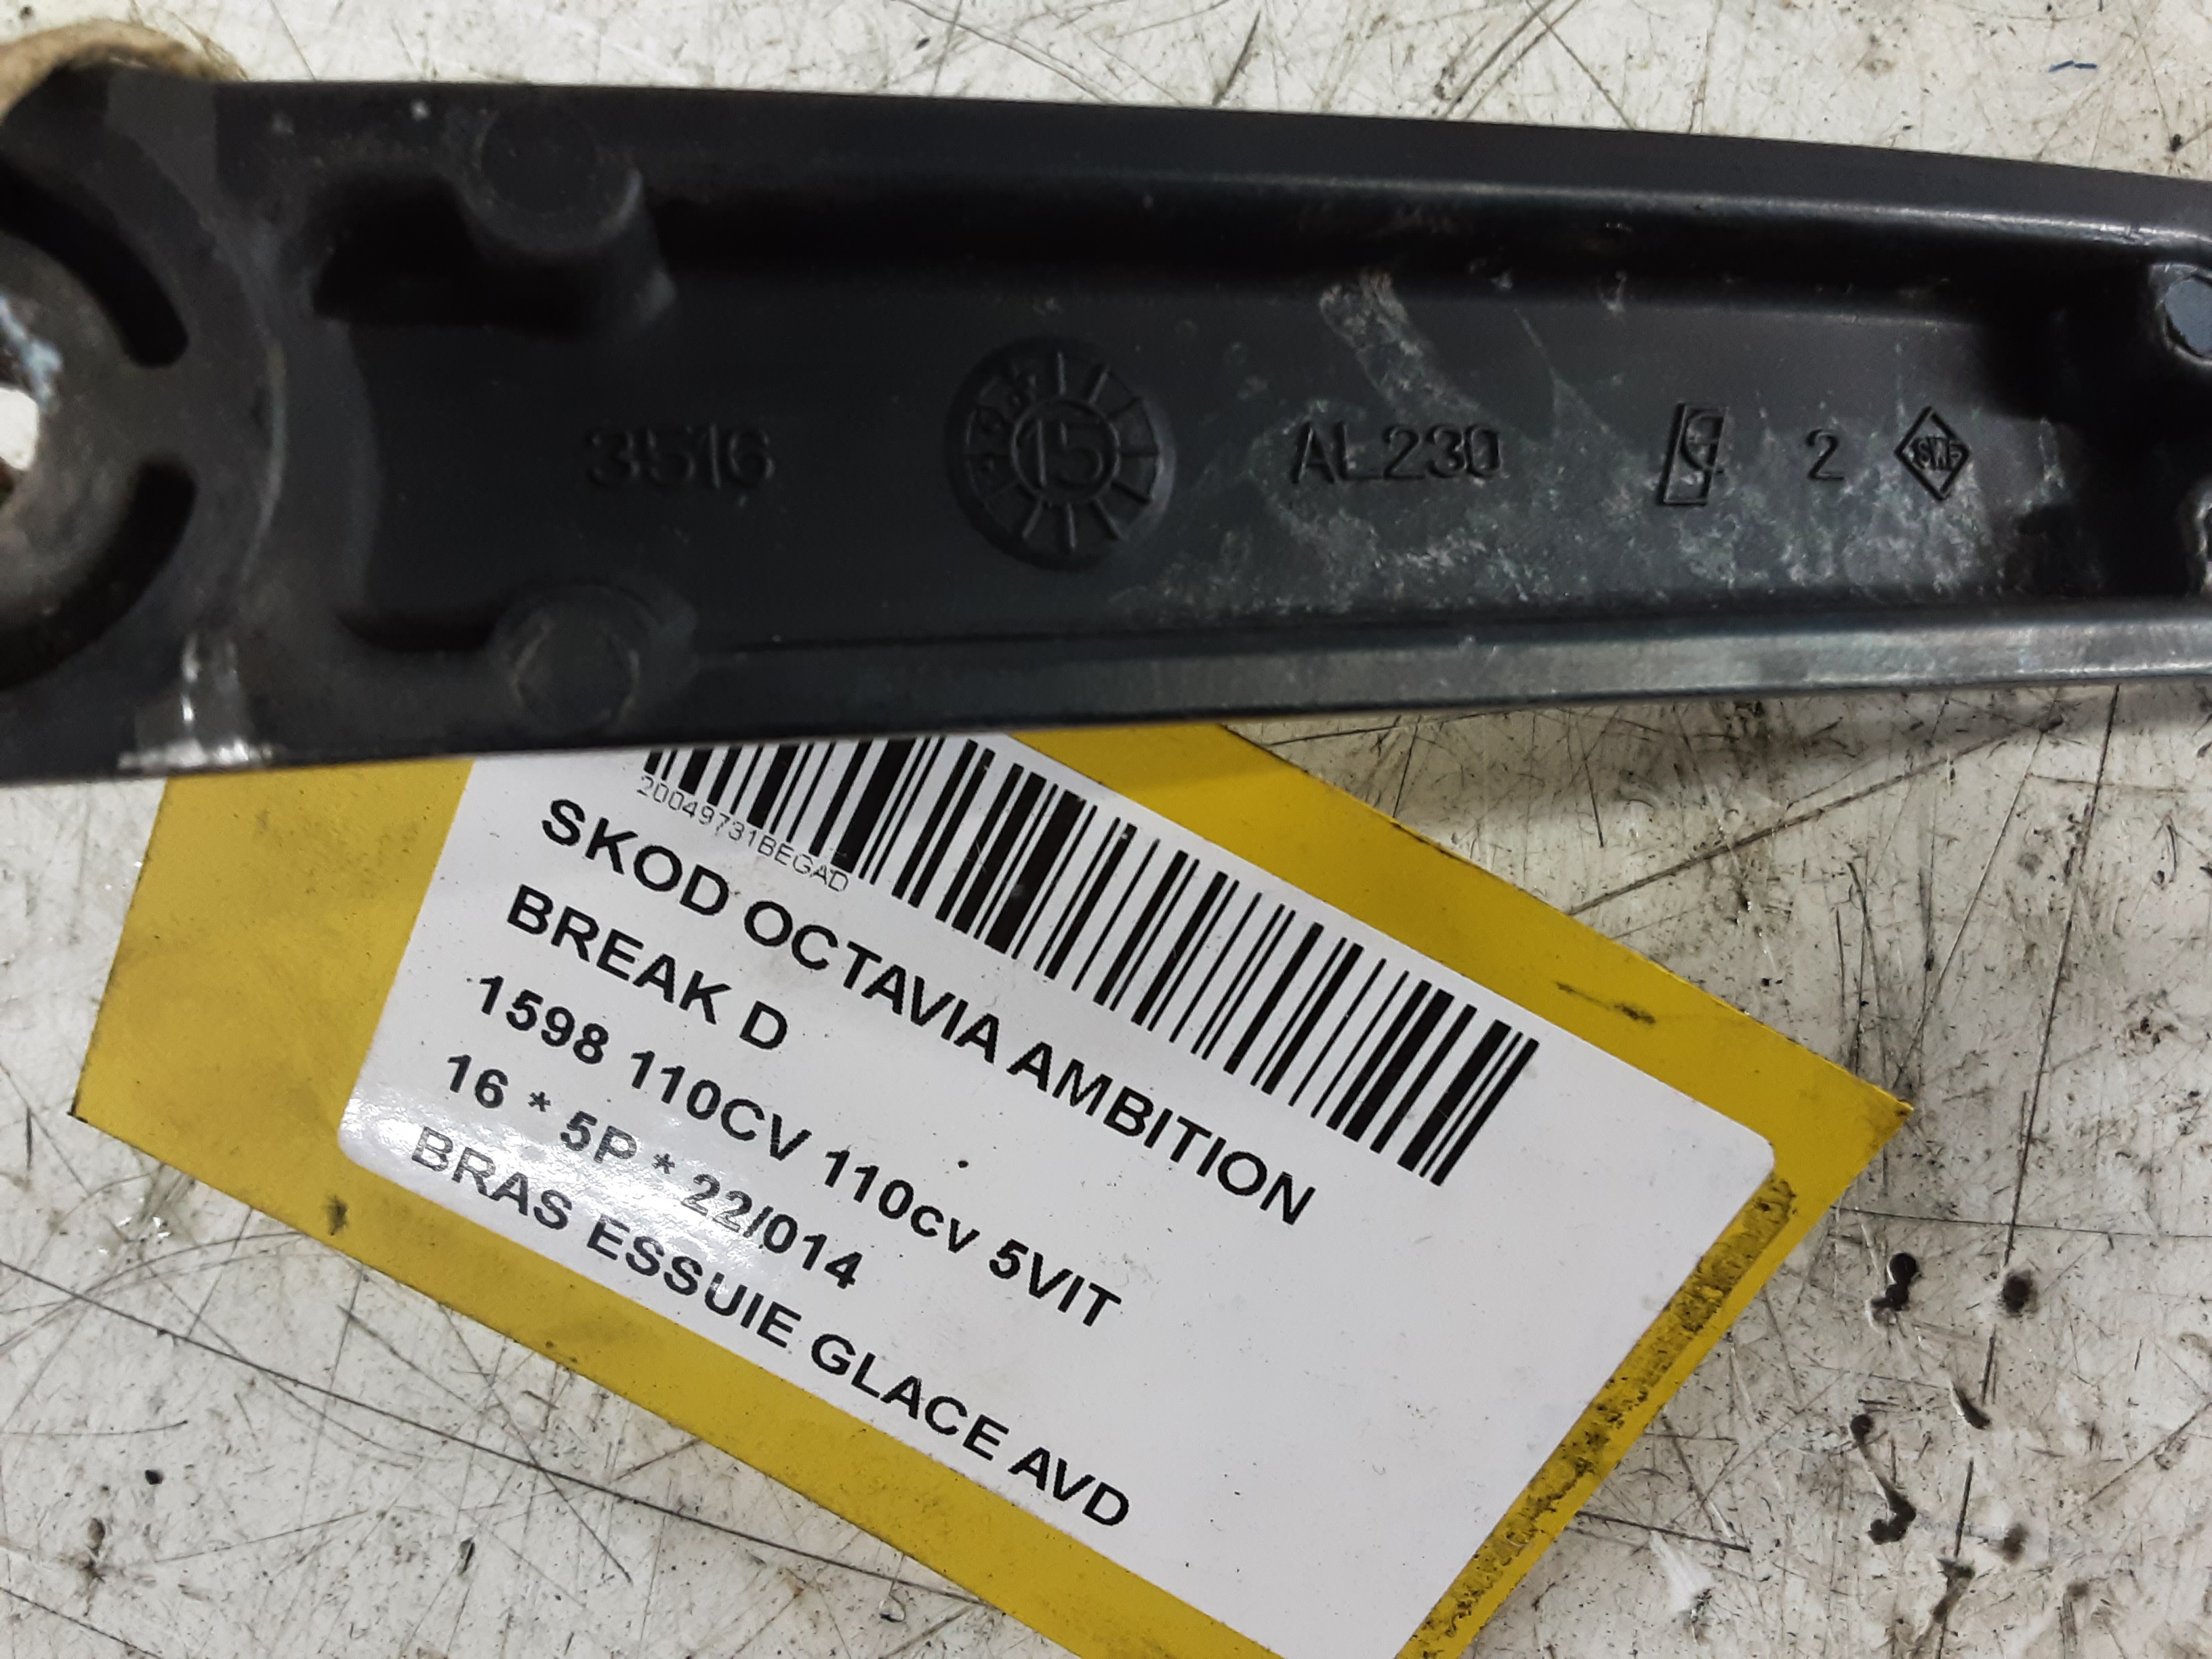 3516 15 AL230 2
20049731BEGAD
SKOD OCTAVIA AMBITION
BREAK D
1598 110CV 110cv 5VIT
16 * 5P * 22/014
BRAS ESSUIE GLACE AVD